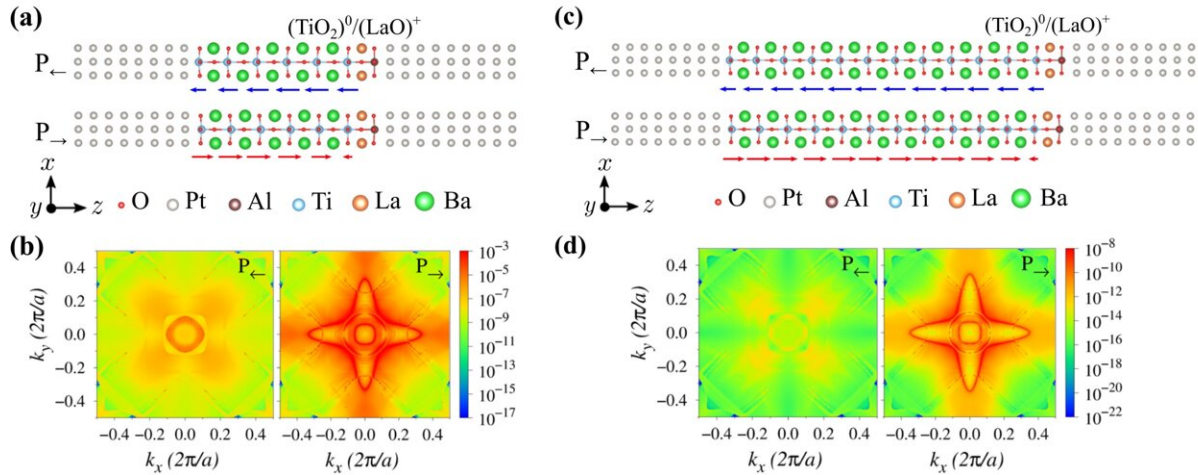 (a)
(TiO₂)⁰/(LaO)⁺
P←
P→
x
y
z
O Pt Al Ti La Ba
(b)
P←
P→
10⁻³
10⁻⁵
10⁻⁷
10⁻⁹
10⁻¹¹
10⁻¹³
10⁻¹⁵
10⁻¹⁷
k_y (2π/a)
0.4
0.2
0.0
−0.2
−0.4
−0.4 −0.2 0.0 0.2 0.4
−0.4 −0.2 0.0 0.2 0.4
k_x (2π/a)
k_x (2π/a)
(c)
(TiO₂)⁰/(LaO)⁺
P←
P→
x
y
z
O Pt Al Ti La Ba
(d)
P←
P→
10⁻⁸
10⁻¹⁰
10⁻¹²
10⁻¹⁴
10⁻¹⁶
10⁻¹⁸
10⁻²⁰
10⁻²²
k_y (2π/a)
0.4
0.2
0.0
−0.2
−0.4
−0.4 −0.2 0.0 0.2 0.4
−0.4 −0.2 0.0 0.2 0.4
k_x (2π/a)
k_x (2π/a)